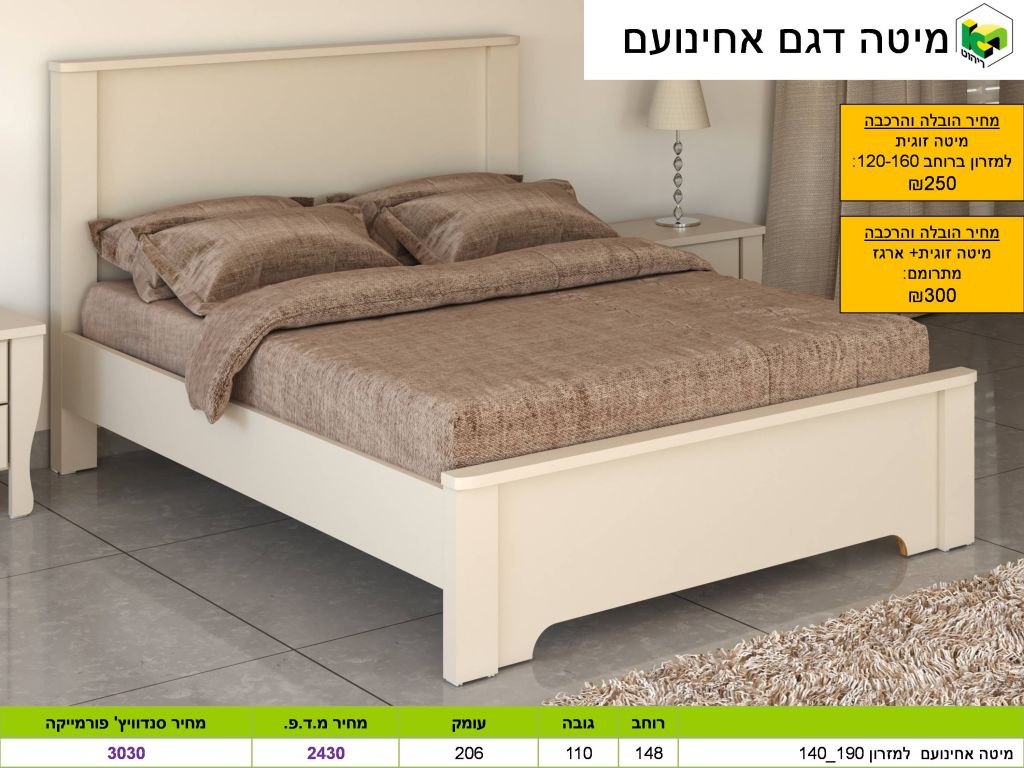 מיטה דגם אחינועם
ריהוט
מחיר הובלה והרכבה
מיטה זוגית
למזרון ברוחב 120-160:
₪250
מחיר הובלה והרכבה
מיטה זוגית+ ארגז
מתרומם:
₪300
רוחב גובה עומק מחיר מ.ד.פ. מחיר סנדוויץ' פורמייקה
מיטה אחינועם למזרון 190_140 148 110 206 2430 3030